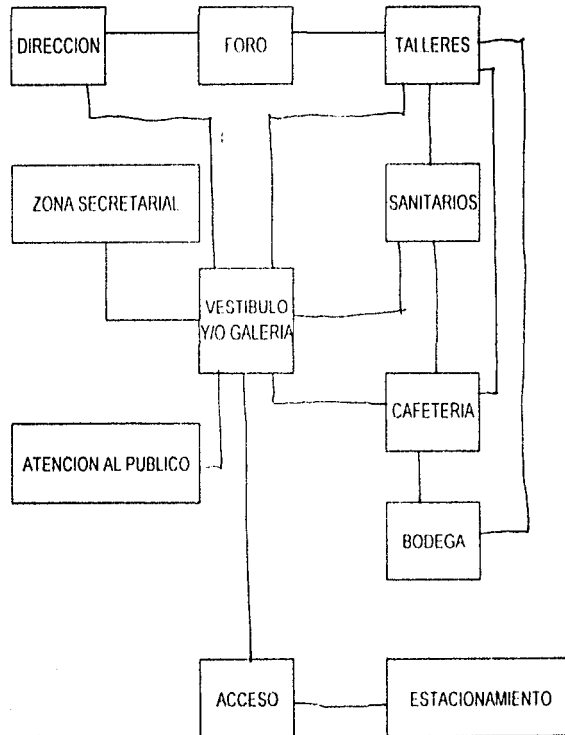 DIRECCION
FORO
TALLERES
ZONA SECRETARIAL
SANITARIOS
VESTIBULO
Y/O GALERIA
CAFETERIA
ATENCION AL PUBLICO
BODEGA
ACCESO
ESTACIONAMIENTO